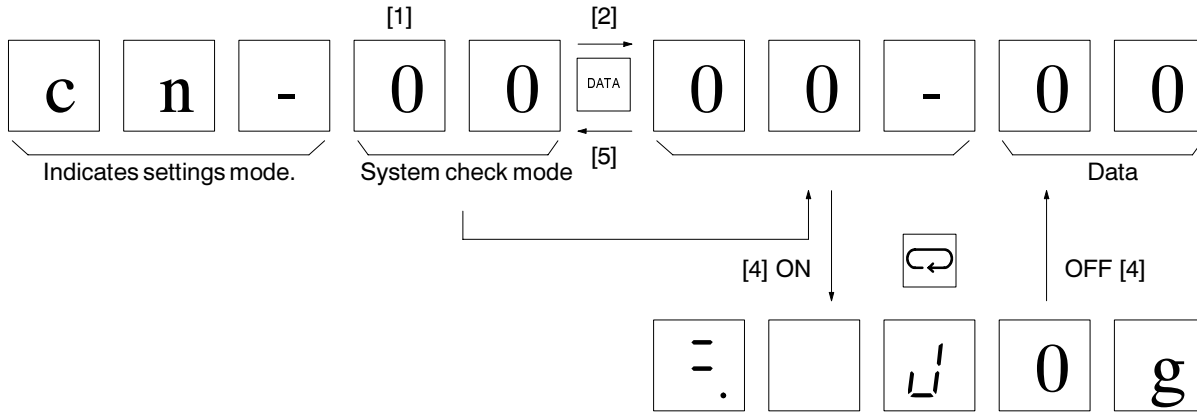 [1] [2]
c n - 0 0 DATA 0 0 - 0 0
[5]
Indicates settings mode. System check mode Data
[4] ON OFF [4]
0 g